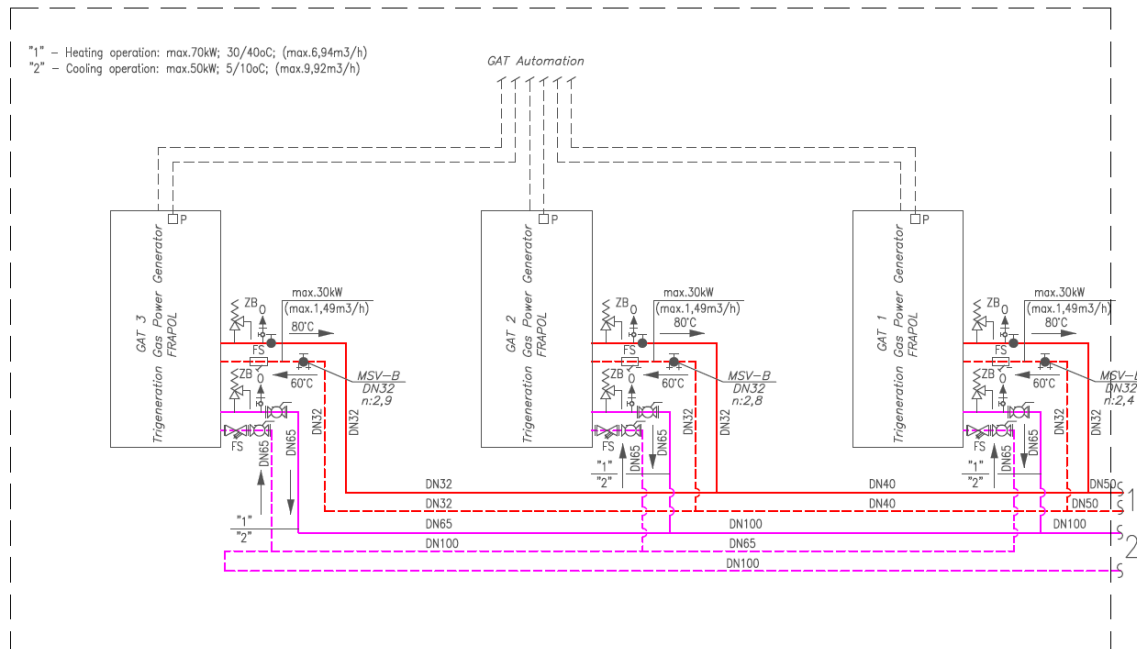 "1" – Heating operation: max.70kW; 30/40oC; (max.6,94m3/h)
"2" – Cooling operation: max.50kW; 5/10oC; (max.9,92m3/h)
GAT Automation
P
P
P
GAT 3
Trigeneration Gas Power Generator
FRAPOL
GAT 2
Trigeneration Gas Power Generator
FRAPOL
GAT 1
Trigeneration Gas Power Generator
FRAPOL
ZB
O
max.30kW
(max.1,49m3/h)
80°C
FS
ZB
O
60°C
MSV-B
DN32
n:2,9
FS
DN65
DN65
DN32
DN32
"1"
"2"
ZB
O
max.30kW
(max.1,49m3/h)
80°C
FS
ZB
O
60°C
MSV-B
DN32
n:2,8
FS
DN65
DN65
DN32
DN32
"1"
"2"
ZB
O
max.30kW
(max.1,49m3/h)
80°C
FS
ZB
O
60°C
MSV-B
DN32
n:2,4
FS
DN65
DN65
DN32
DN32
"1"
"2"
DN32
DN40
DN50
1
DN32
DN40
DN50
DN65
DN100
DN100
2
DN100
DN65
DN100